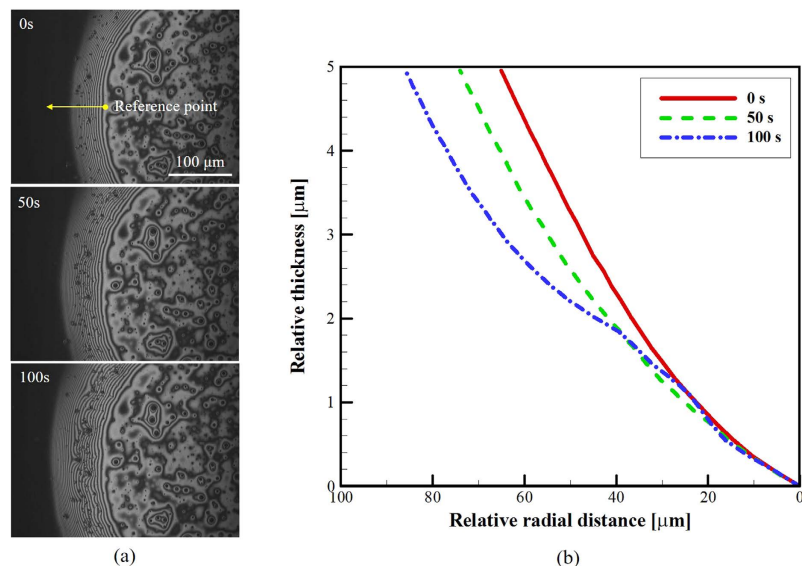 0s
Reference point
100 μm
50s
100s
(a)
5
4
3
2
1
0
Relative thickness [μm]
0 s
50 s
100 s
100
80
60
40
20
0
Relative radial distance [μm]
(b)